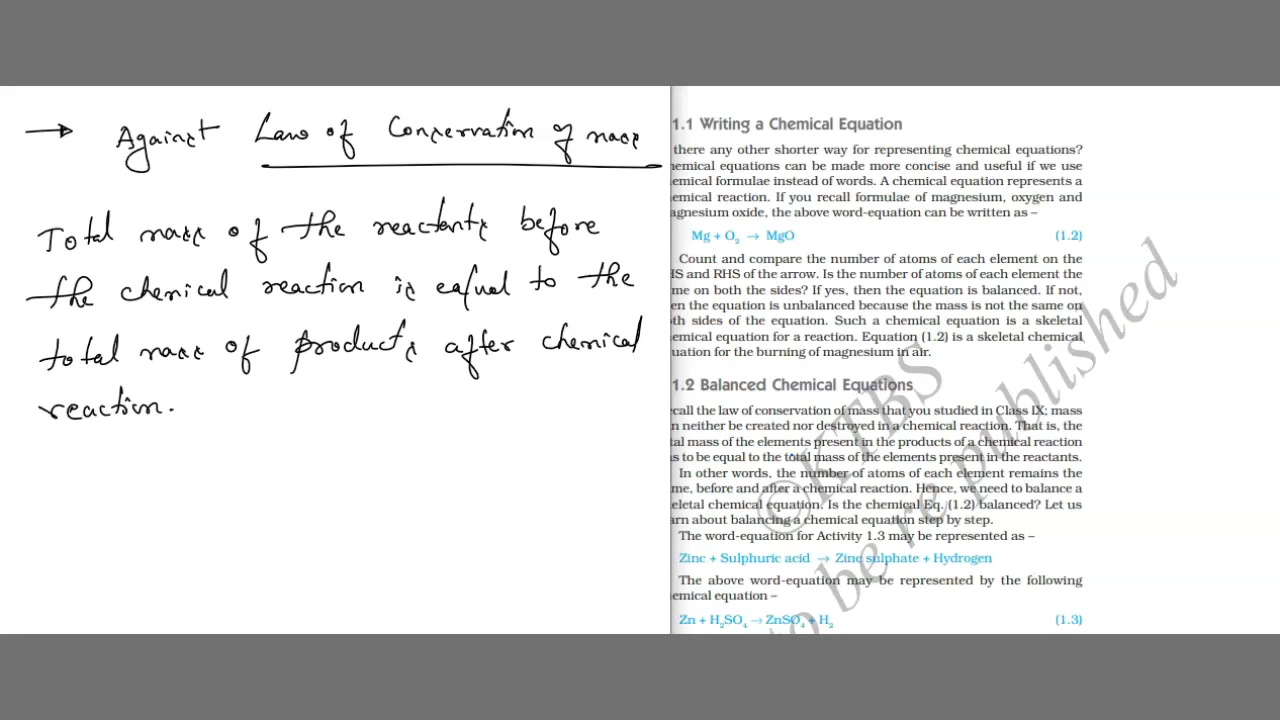 → Against Law of Conservation of mass
Total mass of the reactants before
the chemical reaction is equal to the
total mass of products after chemical
reaction.
1.1 Writing a Chemical Equation
there any other shorter way for representing chemical equations?
emical equations can be made more concise and useful if we use
emical formulae instead of words. A chemical equation represents a
emical reaction. If you recall formulae of magnesium, oxygen and
agnesium oxide, the above word-equation can be written as –
Mg + O₂ → MgO (1.2)
Count and compare the number of atoms of each element on the
IS and RHS of the arrow. Is the number of atoms of each element the
me on both the sides? If yes, then the equation is balanced. If not,
en the equation is unbalanced because the mass is not the same on
th sides of the equation. Such a chemical equation is a skeletal
emical equation for a reaction. Equation (1.2) is a skeletal chemical
uation for the burning of magnesium in air.
1.2 Balanced Chemical Equations
call the law of conservation of mass that you studied in Class IX; mass
n neither be created nor destroyed in a chemical reaction. That is, the
tal mass of the elements present in the products of a chemical reaction
s to be equal to the total mass of the elements present in the reactants.
In other words, the number of atoms of each element remains the
me, before and after a chemical reaction. Hence, we need to balance a
eletal chemical equation. Is the chemical Eq. (1.2) balanced? Let us
arn about balancing a chemical equation step by step.
The word-equation for Activity 1.3 may be represented as –
Zinc + Sulphuric acid → Zinc sulphate + Hydrogen
The above word-equation may be represented by the following
emical equation –
Zn + H₂SO₄ → ZnSO₄ + H₂ (1.3)
©KTBS
to be republished